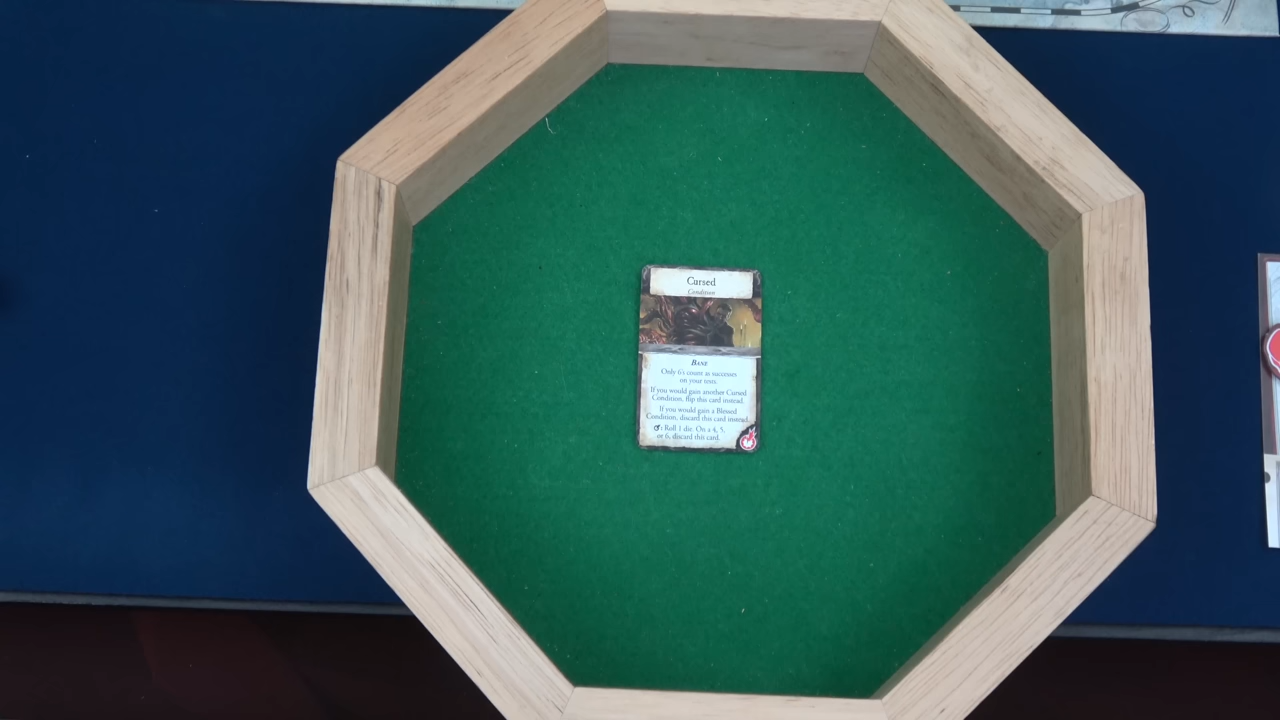 Cursed
Condition
BANE
Only 6's count as successes
on your tests.
If you would gain another Cursed
Condition, flip this card instead.
If you would gain a Blessed
Condition, discard this card instead.
: Roll 1 die. On a 4, 5,
or 6, discard this card.